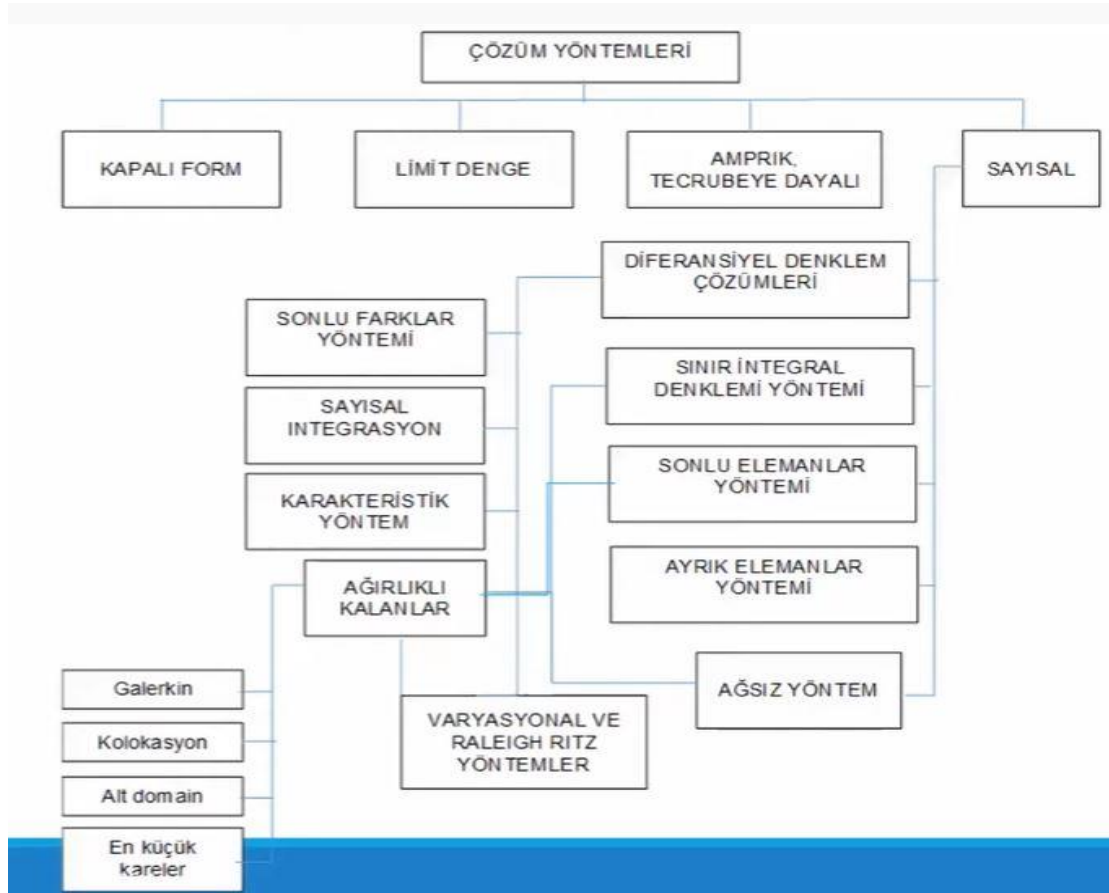 ÇÖZÜM YÖNTEMLERİ
KAPALI FORM
LİMİT DENGE
AMPRIK,
TECRUBEYE DAYALI
SAYISAL
DİFERANSİYEL DENKLEM
ÇÖZÜMLERİ
SONLU FARKLAR
YÖNTEMİ
SINIR İNTEGRAL
DENKLEMİ YÖNTEMİ
SAYISAL
INTEGRASYON
SONLU ELEMANLAR
YÖNTEMİ
KARAKTERİSTİK
YÖNTEM
AYRIK ELEMANLAR
YÖNTEMİ
AĞIRLIKLI
KALANLAR
AĞSIZ YÖNTEM
Galerkin
VARYASYONAL VE
RALEIGH RITZ
YÖNTEMLER
Kolokasyon
Alt domain
En küçük
kareler